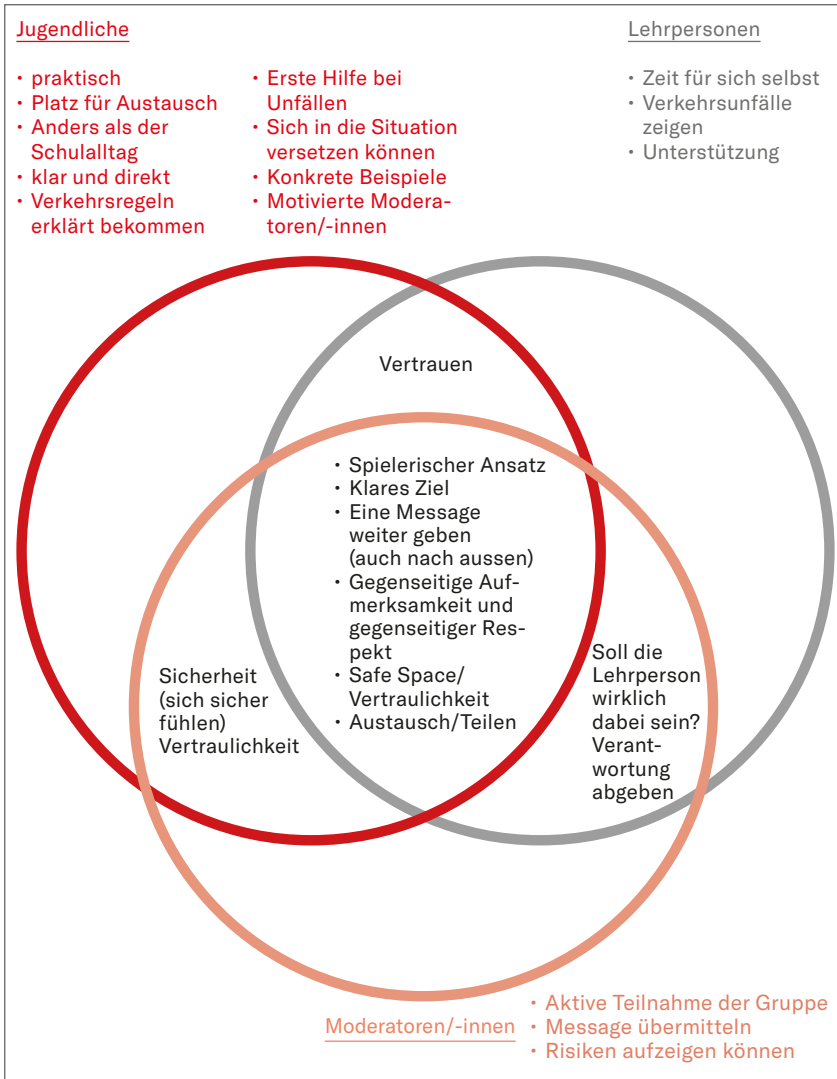 Jugendliche
• praktisch
• Platz für Austausch
• Anders als der
Schulalltag
• klar und direkt
• Verkehrsregeln
erklärt bekommen
• Erste Hilfe bei
Unfällen
• Sich in die Situation
versetzen können
• Konkrete Beispiele
• Motivierte Modera-
toren/-innen
Lehrpersonen
• Zeit für sich selbst
• Verkehrsunfälle
zeigen
• Unterstützung
Vertrauen
• Spielerischer Ansatz
• Klares Ziel
• Eine Message
weiter geben
(auch nach aussen)
• Gegenseitige Auf-
merksamkeit und
gegenseitiger Res-
pekt
• Safe Space/
Vertraulichkeit
• Austausch/Teilen
Sicherheit
(sich sicher
fühlen)
Vertraulichkeit
Soll die
Lehrperson
wirklich
dabei sein?
Verant-
wortung
abgeben
Moderatoren/-innen
• Aktive Teilnahme der Gruppe
• Message übermitteln
• Risiken aufzeigen können